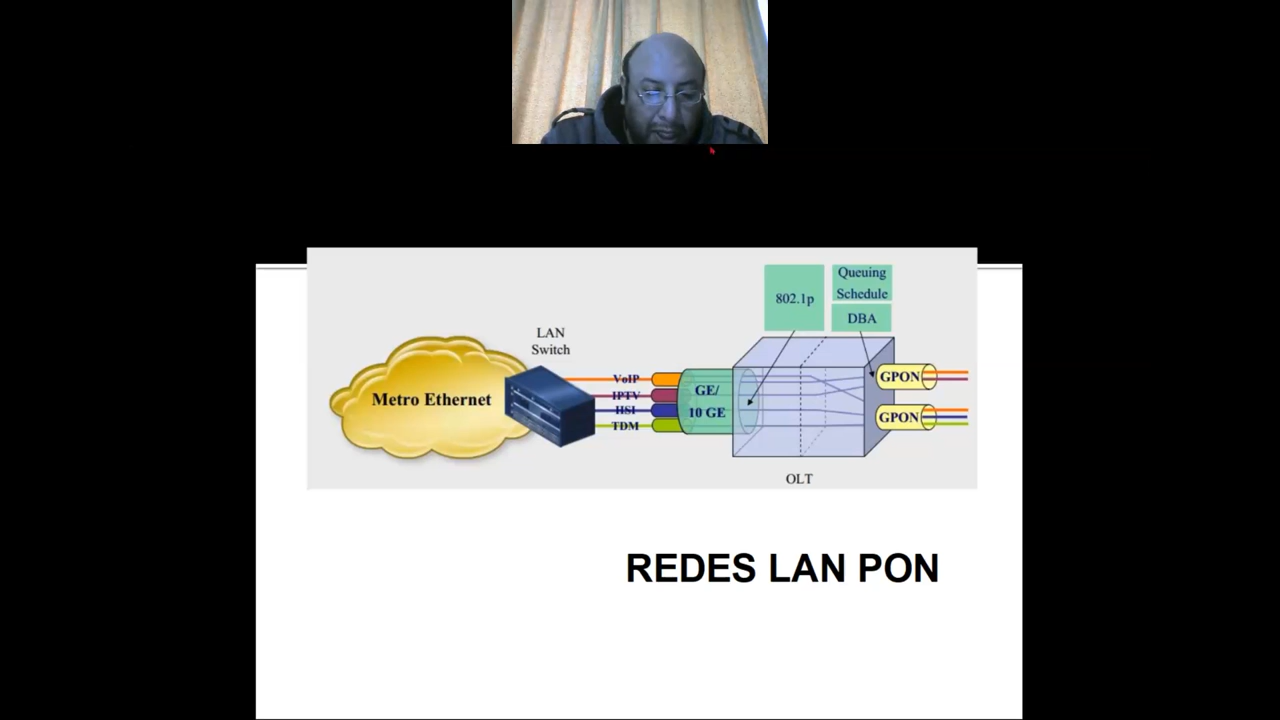 802.1p
Queuing
Schedule
DBA
LAN
Switch
Metro Ethernet
VoIP
IPTV
HSI
TDM
GE/
10 GE
GPON
GPON
OLT
REDES LAN PON